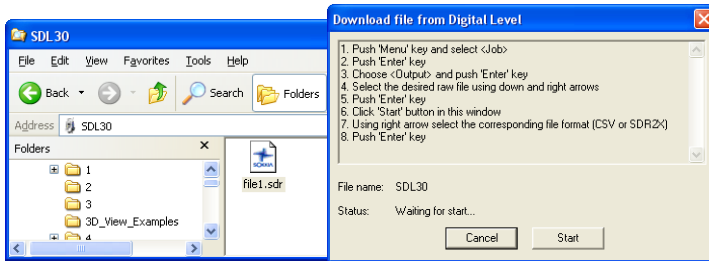 SDL30
File Edit View Favorites Tools Help
Back Search Folders
Address SDL30
Folders
1
2
3
3D_View_Examples
4
SOKKIA
file1.sdr
Download file from Digital Level
1. Push 'Menu' key and select <Job>
2. Push 'Enter' key
3. Choose <Output> and push 'Enter' key
4. Select the desired raw file using down and right arrows
5. Push 'Enter' key
6. Click 'Start' button in this window
7. Using right arrow select the corresponding file format (CSV or SDR2X)
8. Push 'Enter' key
File name: SDL30
Status: Waiting for start...
Cancel Start